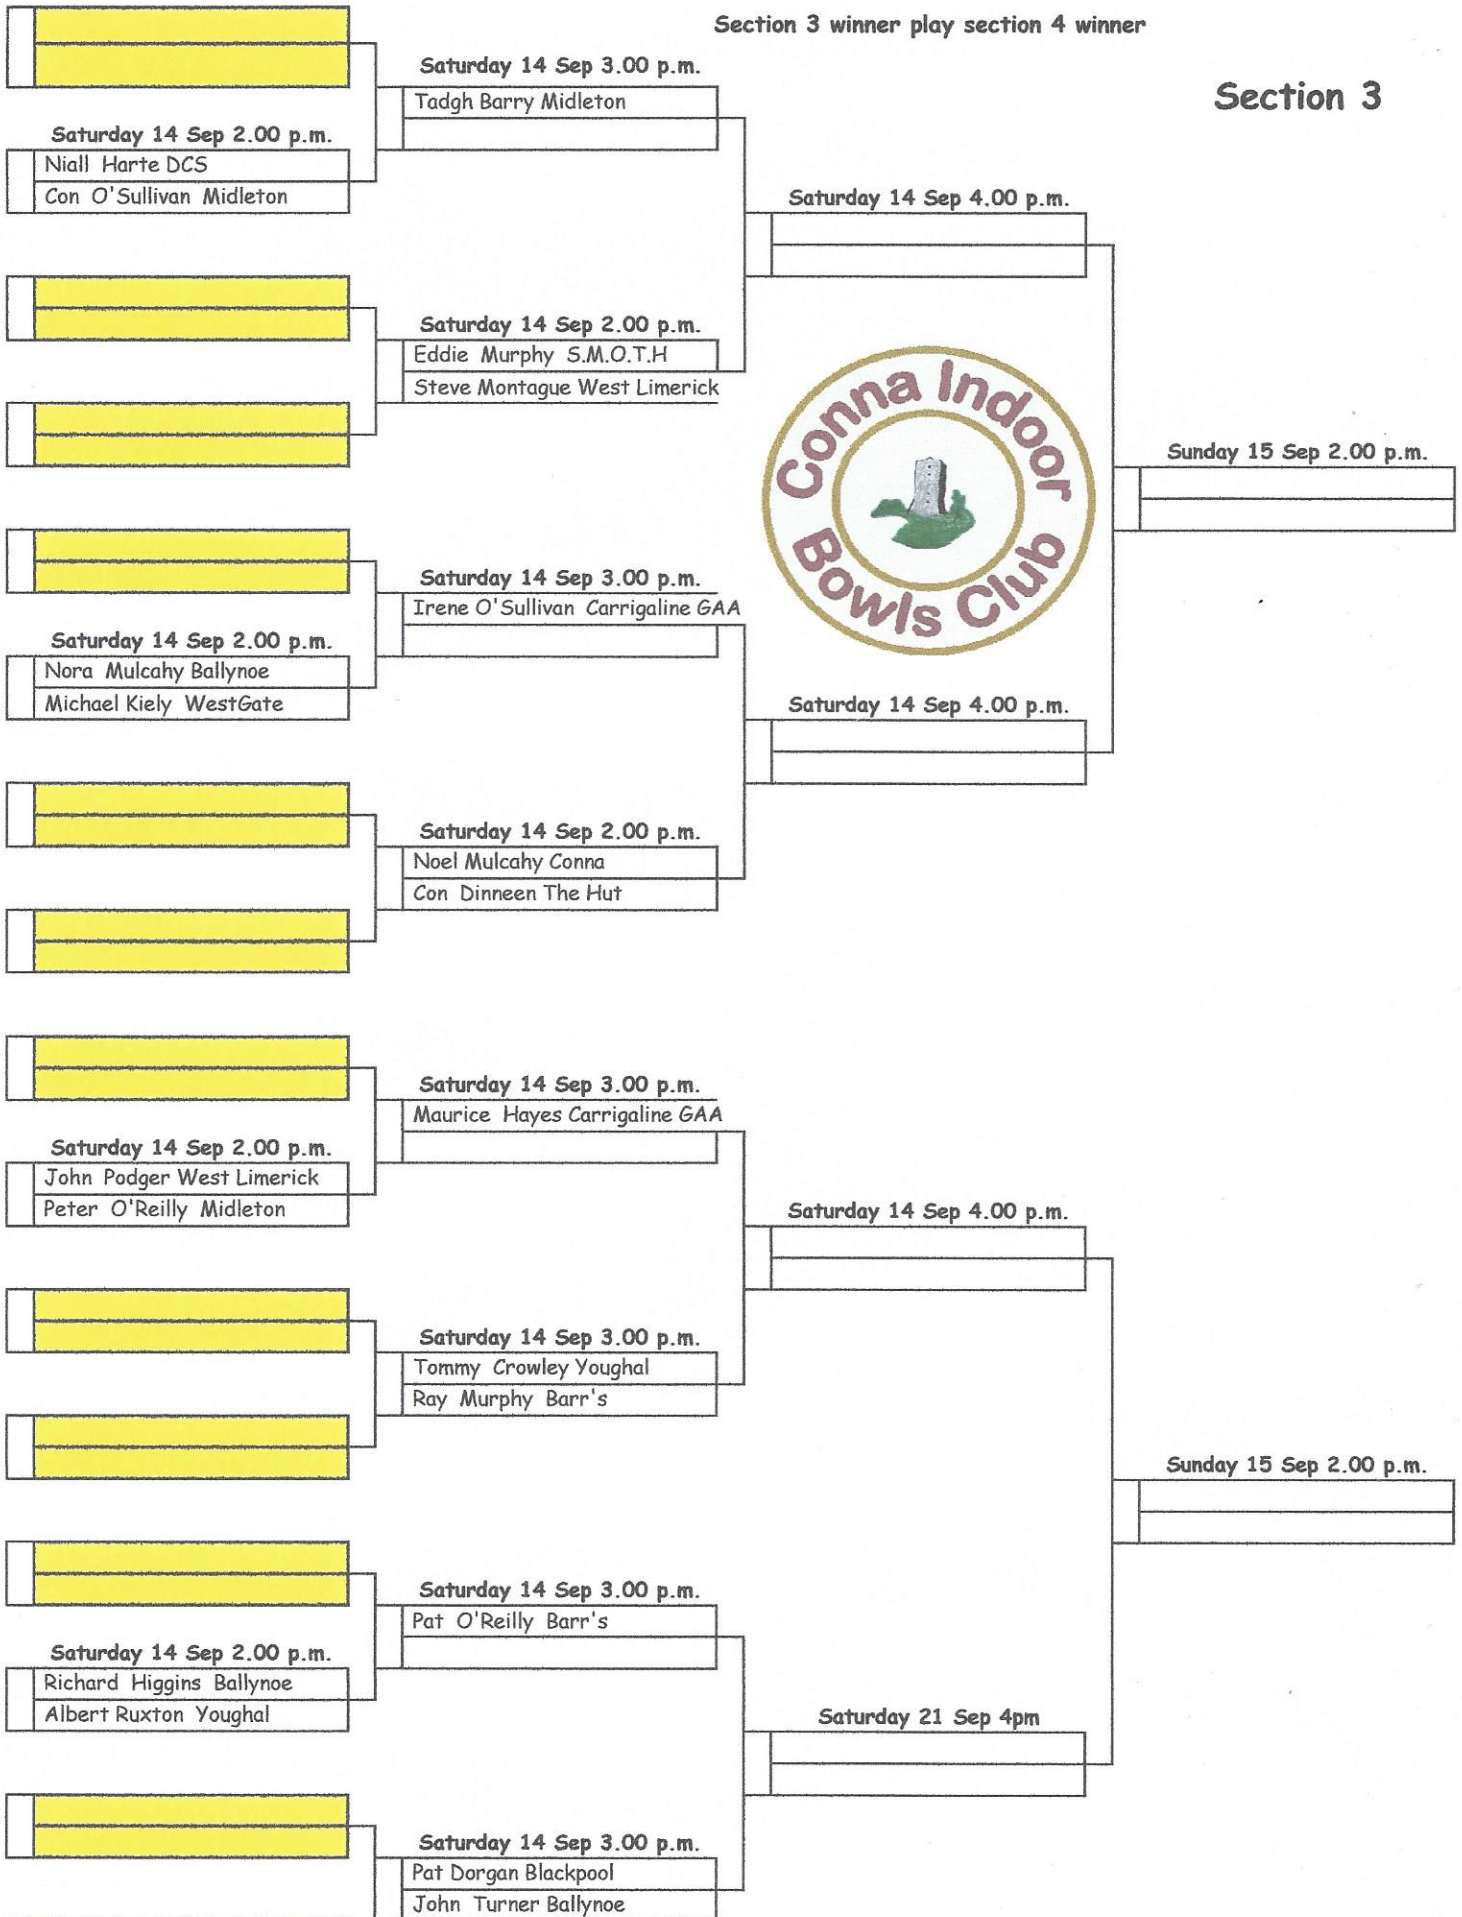 Section 3 winner play section 4 winner
Section 3
Saturday 14 Sep 3.00 p.m.
Tadgh Barry Midleton
Saturday 14 Sep 2.00 p.m.
Niall Harte DCS
Con O'Sullivan Midleton
Saturday 14 Sep 4.00 p.m.
Saturday 14 Sep 2.00 p.m.
Eddie Murphy S.M.O.T.H
Steve Montague West Limerick
Conna Indoor
Bowls Club
Sunday 15 Sep 2.00 p.m.
Saturday 14 Sep 3.00 p.m.
Irene O'Sullivan Carrigaline GAA
Saturday 14 Sep 2.00 p.m.
Nora Mulcahy Ballynoe
Michael Kiely WestGate
Saturday 14 Sep 4.00 p.m.
Saturday 14 Sep 2.00 p.m.
Noel Mulcahy Conna
Con Dinneen The Hut
Saturday 14 Sep 3.00 p.m.
Maurice Hayes Carrigaline GAA
Saturday 14 Sep 2.00 p.m.
John Podger West Limerick
Peter O'Reilly Midleton
Saturday 14 Sep 4.00 p.m.
Saturday 14 Sep 3.00 p.m.
Tommy Crowley Youghal
Ray Murphy Barr's
Sunday 15 Sep 2.00 p.m.
Saturday 14 Sep 3.00 p.m.
Pat O'Reilly Barr's
Saturday 14 Sep 2.00 p.m.
Richard Higgins Ballynoe
Albert Ruxton Youghal
Saturday 21 Sep 4pm
Saturday 14 Sep 3.00 p.m.
Pat Dorgan Blackpool
John Turner Ballynoe